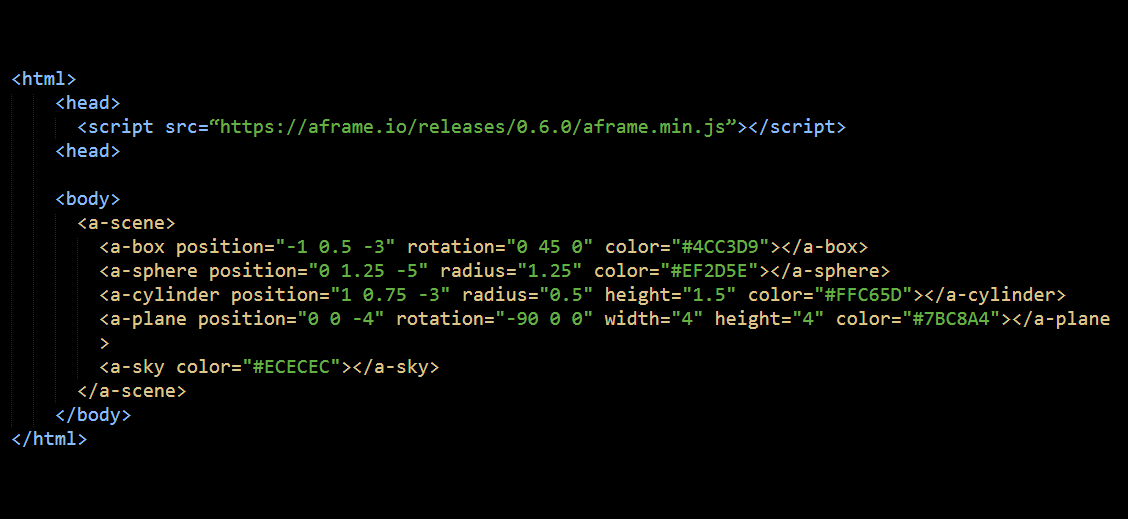 <html>
<head>
<script src=“https://aframe.io/releases/0.6.0/aframe.min.js”></script>
<head>
<body>
<a-scene>
<a-box position="-1 0.5 -3" rotation="0 45 0" color="#4CC3D9"></a-box>
<a-sphere position="0 1.25 -5" radius="1.25" color="#EF2D5E"></a-sphere>
<a-cylinder position="1 0.75 -3" radius="0.5" height="1.5" color="#FFC65D"></a-cylinder>
<a-plane position="0 0 -4" rotation="-90 0 0" width="4" height="4" color="#7BC8A4"></a-plane
>
<a-sky color="#ECECEC"></a-sky>
</a-scene>
</body>
</html>